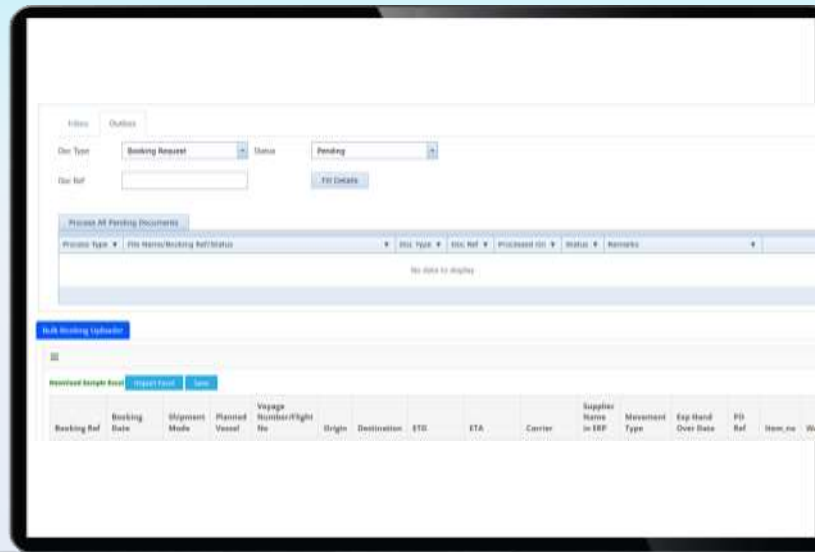 Filters Outbox
Doc Type Booking Request Status Pending
Doc Ref Fill Details
Process All Pending Documents
Process Type File Name/Booking Ref/Status Doc Type Doc Ref Processed On Status Remarks
No data to display
Bulk Booking Uploader
Download Sample Excel Import Excel Save
Booking Ref Booking Date Shipment Mode Planned Vessel Voyage Number/Flight No Origin Destination ETD ETA Carrier Supplier Name in ERP Movement Type Exp Hand Over Date PO Ref Item_no